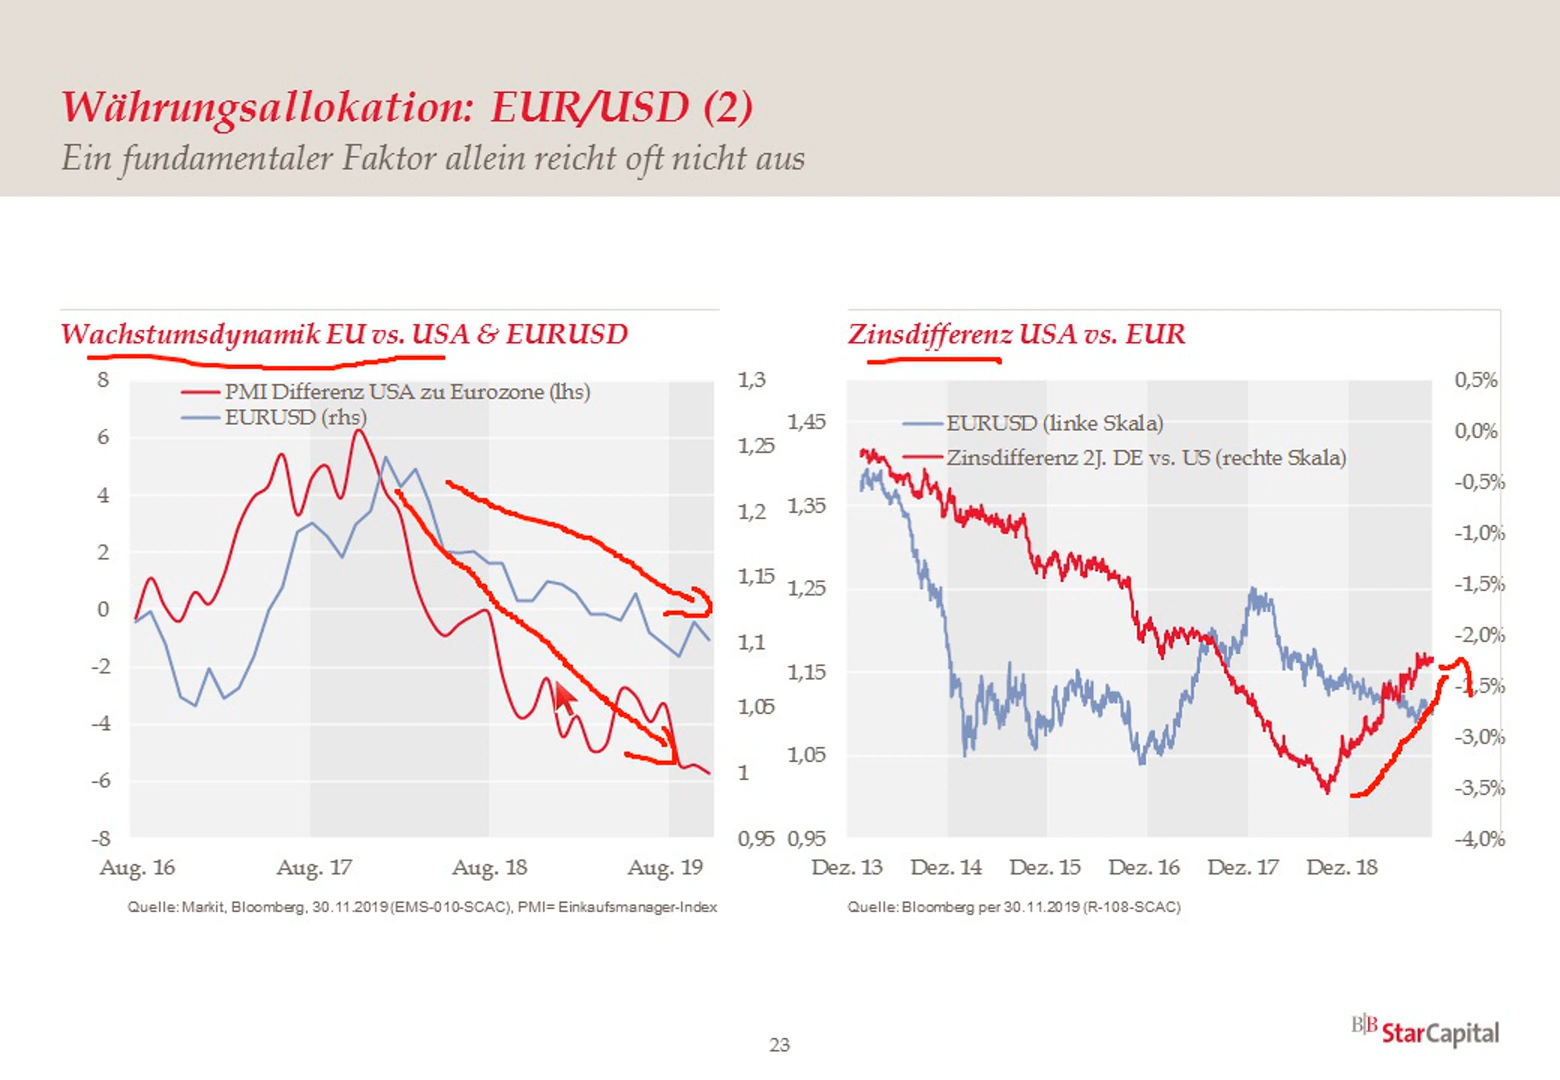 Währungsallokation: EUR/USD (2)
Ein fundamentaler Faktor allein reicht oft nicht aus
Wachstumsdynamik EU vs. USA & EURUSD
PMI Differenz USA zu Eurozone (lhs)
EURUSD (rhs)
8
6
4
2
0
-2
-4
-6
-8
1,3
1,25
1,2
1,15
1,1
1,05
1
0,95
Aug. 16 Aug. 17 Aug. 18 Aug. 19
Quelle: Markit, Bloomberg, 30.11.2019 (EMS-010-SCAC), PMI= Einkaufsmanager-Index
Zinsdifferenz USA vs. EUR
EURUSD (linke Skala)
Zinsdifferenz 2J. DE vs. US (rechte Skala)
1,45
1,35
1,25
1,15
1,05
0,95
0,5%
0,0%
-0,5%
-1,0%
-1,5%
-2,0%
-2,5%
-3,0%
-3,5%
-4,0%
Dez. 13 Dez. 14 Dez. 15 Dez. 16 Dez. 17 Dez. 18
Quelle: Bloomberg per 30.11.2019 (R-108-SCAC)
23
B|B StarCapital